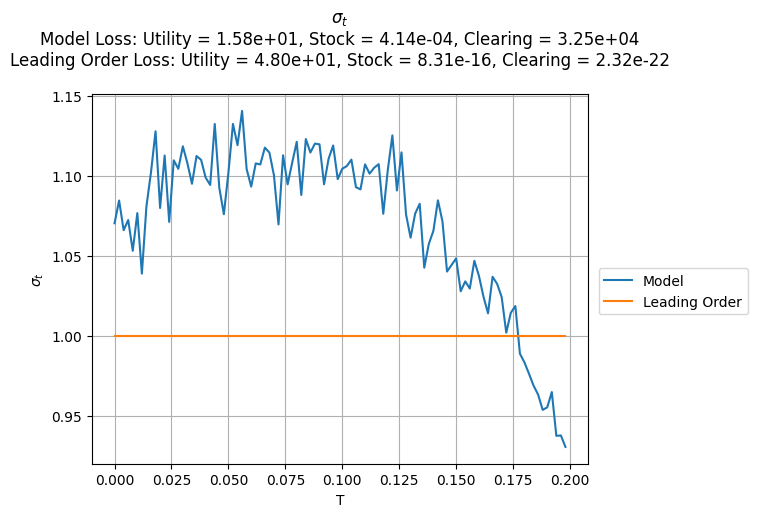 σt
Model Loss: Utility = 1.58e+01, Stock = 4.14e-04, Clearing = 3.25e+04
Leading Order Loss: Utility = 4.80e+01, Stock = 8.31e-16, Clearing = 2.32e-22
1.15
1.10
1.05
1.00
0.95
σt
0.000 0.025 0.050 0.075 0.100 0.125 0.150 0.175 0.200
T
Model
Leading Order